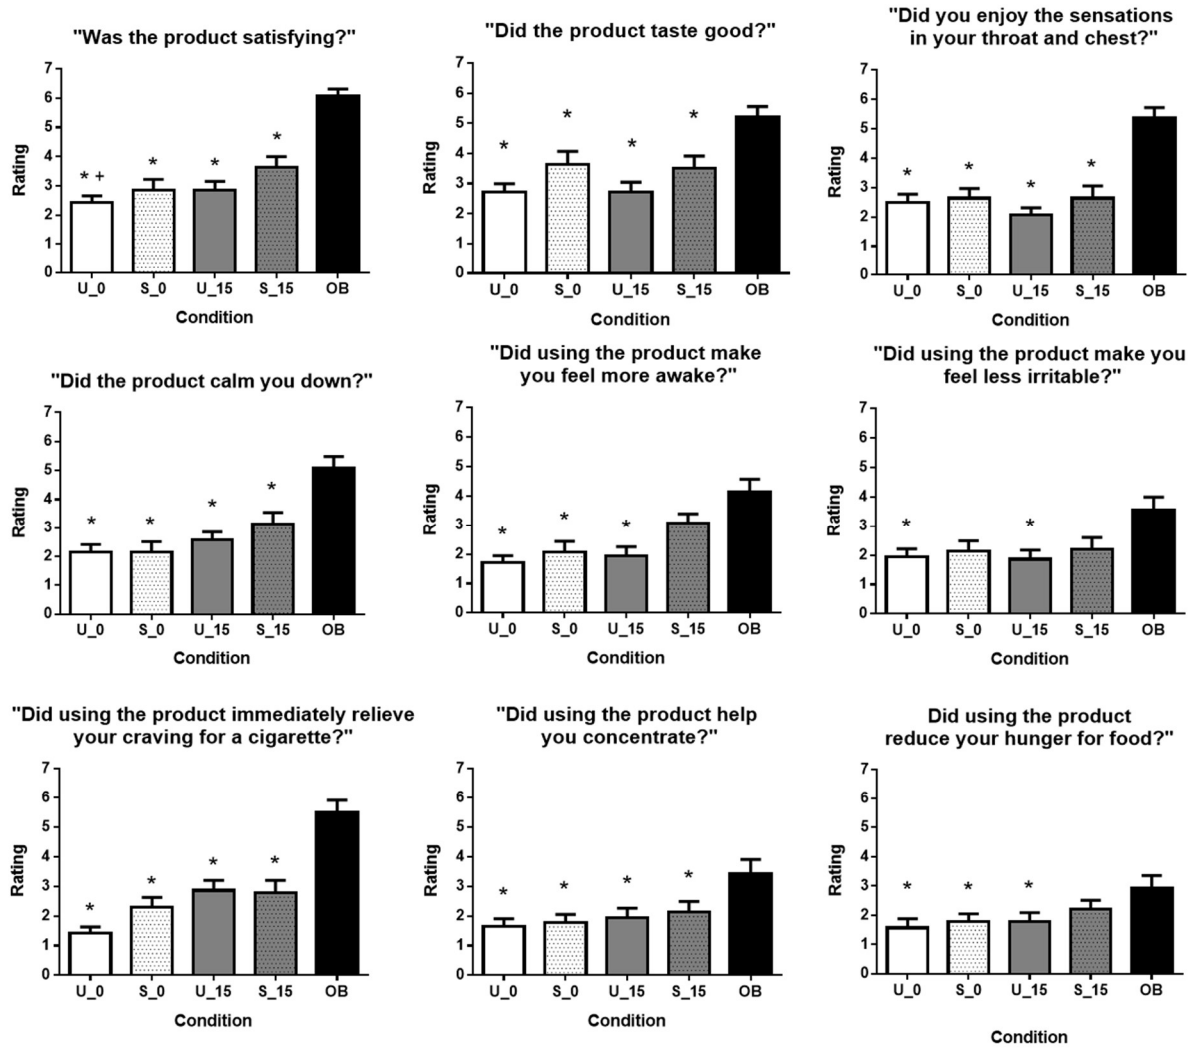 "Was the product satisfying?"
Rating
7
6
5
4
3
2
1
0
* +
*
*
*
U_0 S_0 U_15 S_15 OB
Condition
"Did the product taste good?"
Rating
7
6
5
4
3
2
1
0
*
*
*
*
U_0 S_0 U_15 S_15 OB
Condition
"Did you enjoy the sensations
in your throat and chest?"
Rating
7
6
5
4
3
2
1
0
*
*
*
*
U_0 S_0 U_15 S_15 OB
Condition
"Did the product calm you down?"
Rating
7
6
5
4
3
2
1
0
*
*
*
*
U_0 S_0 U_15 S_15 OB
Condition
"Did using the product make
you feel more awake?"
Rating
7
6
5
4
3
2
1
0
*
*
*
U_0 S_0 U_15 S_15 OB
Condition
"Did using the product make you
feel less irritable?"
Rating
7
6
5
4
3
2
1
0
*
*
U_0 S_0 U_15 S_15 OB
Condition
"Did using the product immediately relieve
your craving for a cigarette?"
Rating
7
6
5
4
3
2
1
0
*
*
*
*
U_0 S_0 U_15 S_15 OB
Condition
"Did using the product help
you concentrate?"
Rating
7
6
5
4
3
2
1
0
*
*
*
*
U_0 S_0 U_15 S_15 OB
Condition
Did using the product
reduce your hunger for food?"
Rating
7
6
5
4
3
2
1
0
*
*
*
U_0 S_0 U_15 S_15 OB
Condition